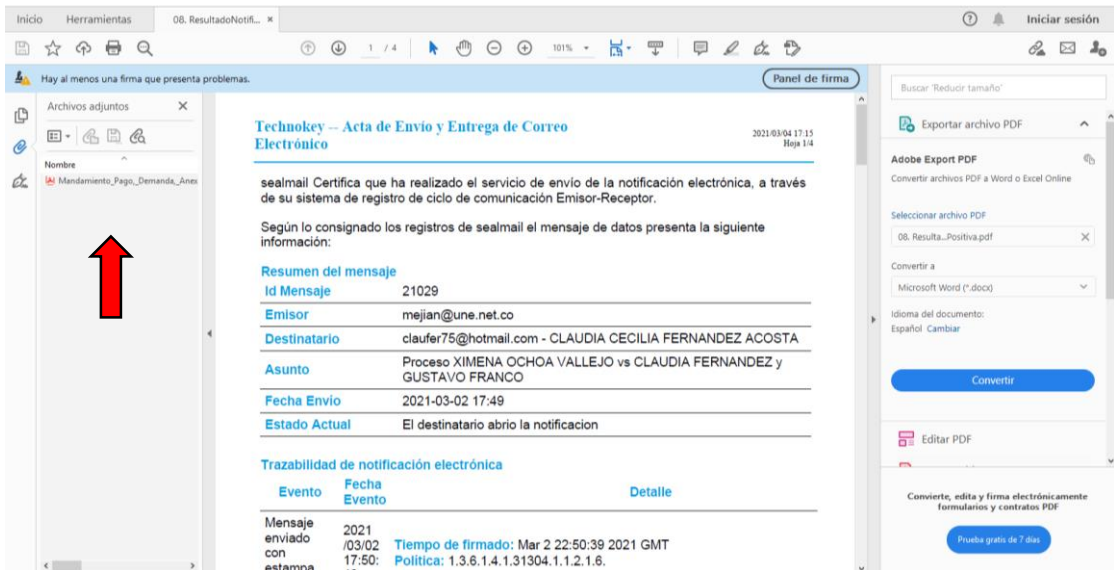 Inicio Herramientas 08. ResultadoNotifi... × Iniciar sesión
1 / 4 101%
Hay al menos una firma que presenta problemas. Panel de firma
Archivos adjuntos ×
Nombre
Mandamiento_Pago,_Demanda,_Anex
Technokey -- Acta de Envío y Entrega de Correo
Electrónico
2021/03/04 17:15
Hoja 1/4
sealmail Certifica que ha realizado el servicio de envío de la notificación electrónica, a través
de su sistema de registro de ciclo de comunicación Emisor-Receptor.
Según lo consignado los registros de sealmail el mensaje de datos presenta la siguiente
información:
Resumen del mensaje
Id Mensaje 21029
Emisor mejian@une.net.co
Destinatario claufer75@hotmail.com - CLAUDIA CECILIA FERNANDEZ ACOSTA
Asunto Proceso XIMENA OCHOA VALLEJO vs CLAUDIA FERNANDEZ y
GUSTAVO FRANCO
Fecha Envio 2021-03-02 17:49
Estado Actual El destinatario abrio la notificacion
Trazabilidad de notificación electrónica
Evento Fecha
Evento Detalle
Mensaje
enviado
con
estampa
2021
/03/02
17:50:
Tiempo de firmado: Mar 2 22:50:39 2021 GMT
Política: 1.3.6.1.4.1.31304.1.1.2.1.6.
Buscar 'Reducir tamaño'
Exportar archivo PDF
Adobe Export PDF
Convertir archivos PDF a Word o Excel Online
Seleccionar archivo PDF
08. Resulta...Positiva.pdf ×
Convertir a
Microsoft Word (*.docx)
Idioma del documento:
Español Cambiar
Convertir
Editar PDF
Convierte, edita y firma electrónicamente
formularios y contratos PDF
Prueba gratis de 7 días